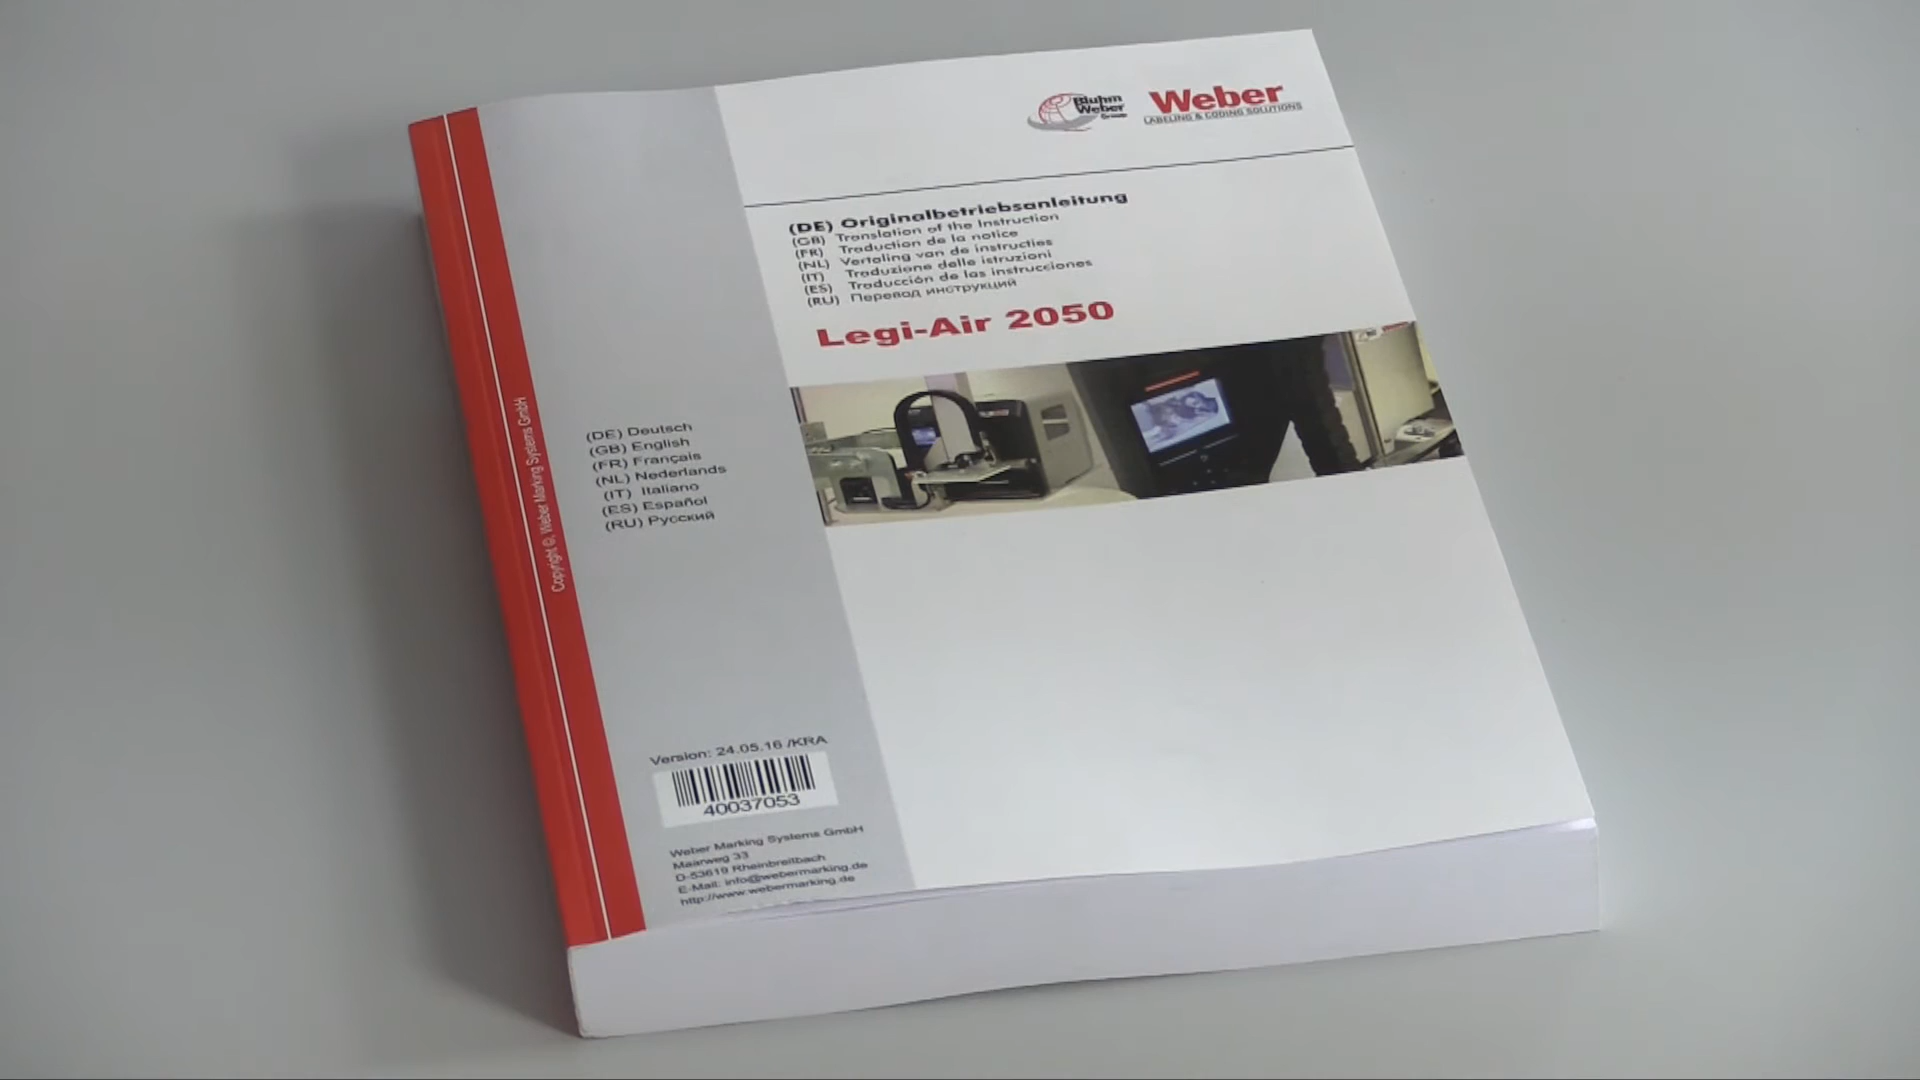 Bluhm
Weber
Group
Weber
LABELING & CODING SOLUTIONS
(DE) Originalbetriebsanleitung
(GB) Translation of the Instruction
(FR) Traduction de la notice
(NL) Vertaling van de instructies
(IT) Traduzione delle istruzioni
(ES) Traducción de las instrucciones
(RU) Перевод инструкций
Legi-Air 2050
Copyright ©, Weber Marking Systems GmbH
(DE) Deutsch
(GB) English
(FR) Français
(NL) Nederlands
(IT) Italiano
(ES) Español
(RU) Русский
Version: 24.05.16 /KRA
40037053
Weber Marking Systems GmbH
Maarweg 33
D-53619 Rheinbreitbach
E-Mail: info@webermarking.de
http://www.webermarking.de